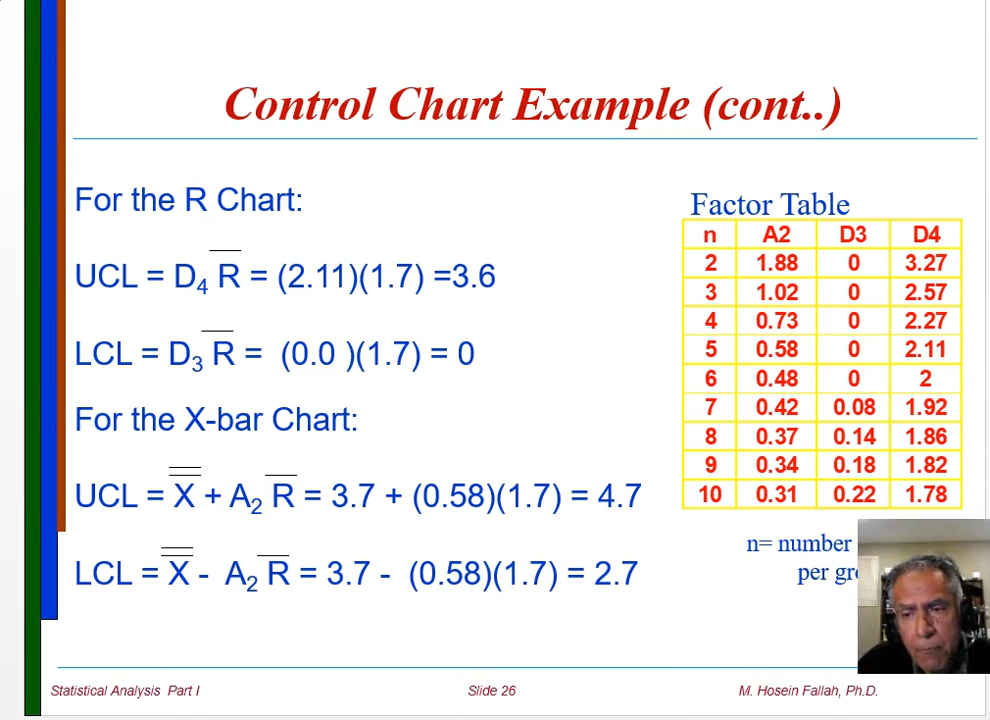 Control Chart Example (cont..)
For the R Chart:
UCL = D₄ R̅ = (2.11)(1.7) =3.6
LCL = D₃ R̅ = (0.0 )(1.7) = 0
For the X-bar Chart:
UCL = X̿ + A₂ R̅ = 3.7 + (0.58)(1.7) = 4.7
LCL = X̿ - A₂ R̅ = 3.7 - (0.58)(1.7) = 2.7
Factor Table
n A2 D3 D4
2 1.88 0 3.27
3 1.02 0 2.57
4 0.73 0 2.27
5 0.58 0 2.11
6 0.48 0 2
7 0.42 0.08 1.92
8 0.37 0.14 1.86
9 0.34 0.18 1.82
10 0.31 0.22 1.78
n= number
per
Statistical Analysis Part I Slide 26 M. Hosein Fallah, Ph.D.